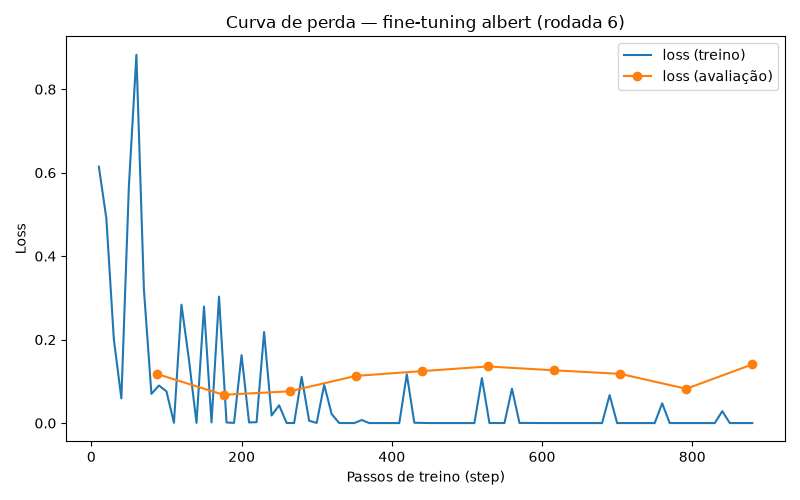 Curva de perda — fine-tuning albert (rodada 6)
loss (treino)
loss (avaliação)
Loss
0.8
0.6
0.4
0.2
0.0
0
200
400
600
800
Passos de treino (step)